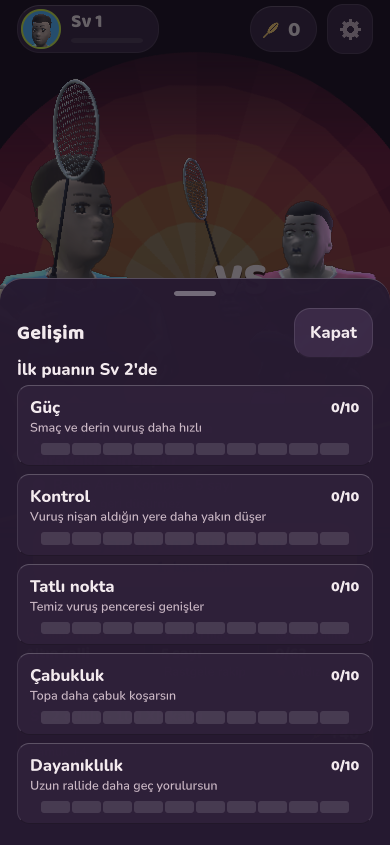 Sv 1
0
VS
Gelişim
Kapat
İlk puanın Sv 2'de
Güç
0/10
Smaç ve derin vuruş daha hızlı
Kontrol
0/10
Vuruş nişan aldığın yere daha yakın düşer
Tatlı nokta
0/10
Temiz vuruş penceresi genişler
Çabukluk
0/10
Topa daha çabuk koşarsın
Dayanıklılık
0/10
Uzun rallide daha geç yorulursun